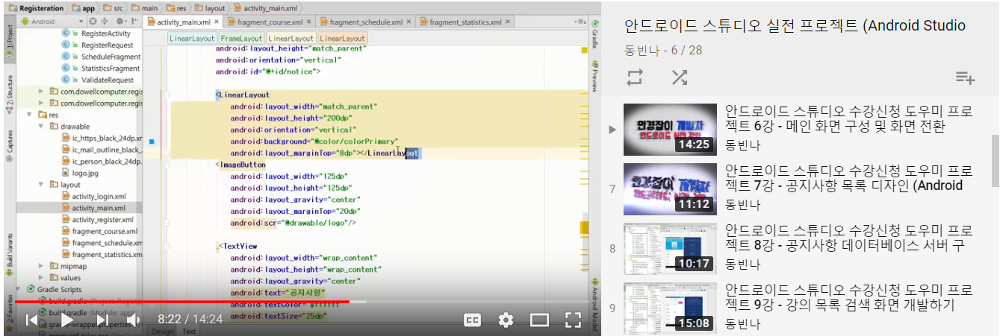 Registeration app src main res layout activity_main.xml
Android
activity_main.xml fragment_course.xml fragment_schedule.xml fragment_statistics.xml
LinearLayout FrameLayout LinearLayout LinearLayout
1: Project
Z: Structure
Captures
Build Variants
2: Favorites
RegisterActivity
RegisterRequest
ScheduleFragment
StatisticsFragment
ValidateRequest
com.dowellcomputer.regis
com.dowellcomputer.regis
res
drawable
ic_https_black_24dp.xm
ic_mail_outline_black_2
ic_person_black_24dp.
logo.jpg
layout
activity_login.xml
activity_main.xml
activity_register.xml
fragment_course.xml
fragment_schedule.xm
fragment_statistics.xm
mipmap
values
Gradle Scripts
build.gradle (Project: Regist
build.gradle (Module: app)
gradle-wrapper.properties
android:layout_height="match_parent"
android:orientation="vertical"
android:id="@+id/notice">
<LinearLayout
android:layout_width="match_parent"
android:layout_height="200dp"
android:orientation="vertical"
android:background="@color/colorPrimary"
android:layout_marginTop="8dp"></LinearLayout>
<ImageButton
android:layout_width="125dp"
android:layout_height="125dp"
android:layout_gravity="center"
android:layout_marginTop="20dp"
android:scr="@drawable/logo"/>
<TextView
android:layout_width="wrap_content"
android:layout_height="wrap_content"
android:layout_gravity="center"
android:text="공지사항"
android:textColor="#ffffff"
android:textSize="25dp"
Design Text
Gradle
Preview
Android Model
8:22 / 14:24
CC
안드로이드 스튜디오 실전 프로젝트 (Android Studio
동빈나 - 6 / 28
안경잡이 개발자
안드로이드 실전 강좌
14:25
안드로이드 스튜디오 수강신청 도우미 프로
젝트 6강 - 메인 화면 구성 및 화면 전환
동빈나
7
안경잡이 개발자
11:12
안드로이드 스튜디오 수강신청 도우미 프로
젝트 7강 - 공지사항 목록 디자인 (Android
동빈나
8
10:17
안드로이드 스튜디오 수강신청 도우미 프로
젝트 8강 - 공지사항 데이터베이스 서버 구
동빈나
9
15:08
안드로이드 스튜디오 수강신청 도우미 프로
젝트 9강 - 강의 목록 검색 화면 개발하기
동빈나